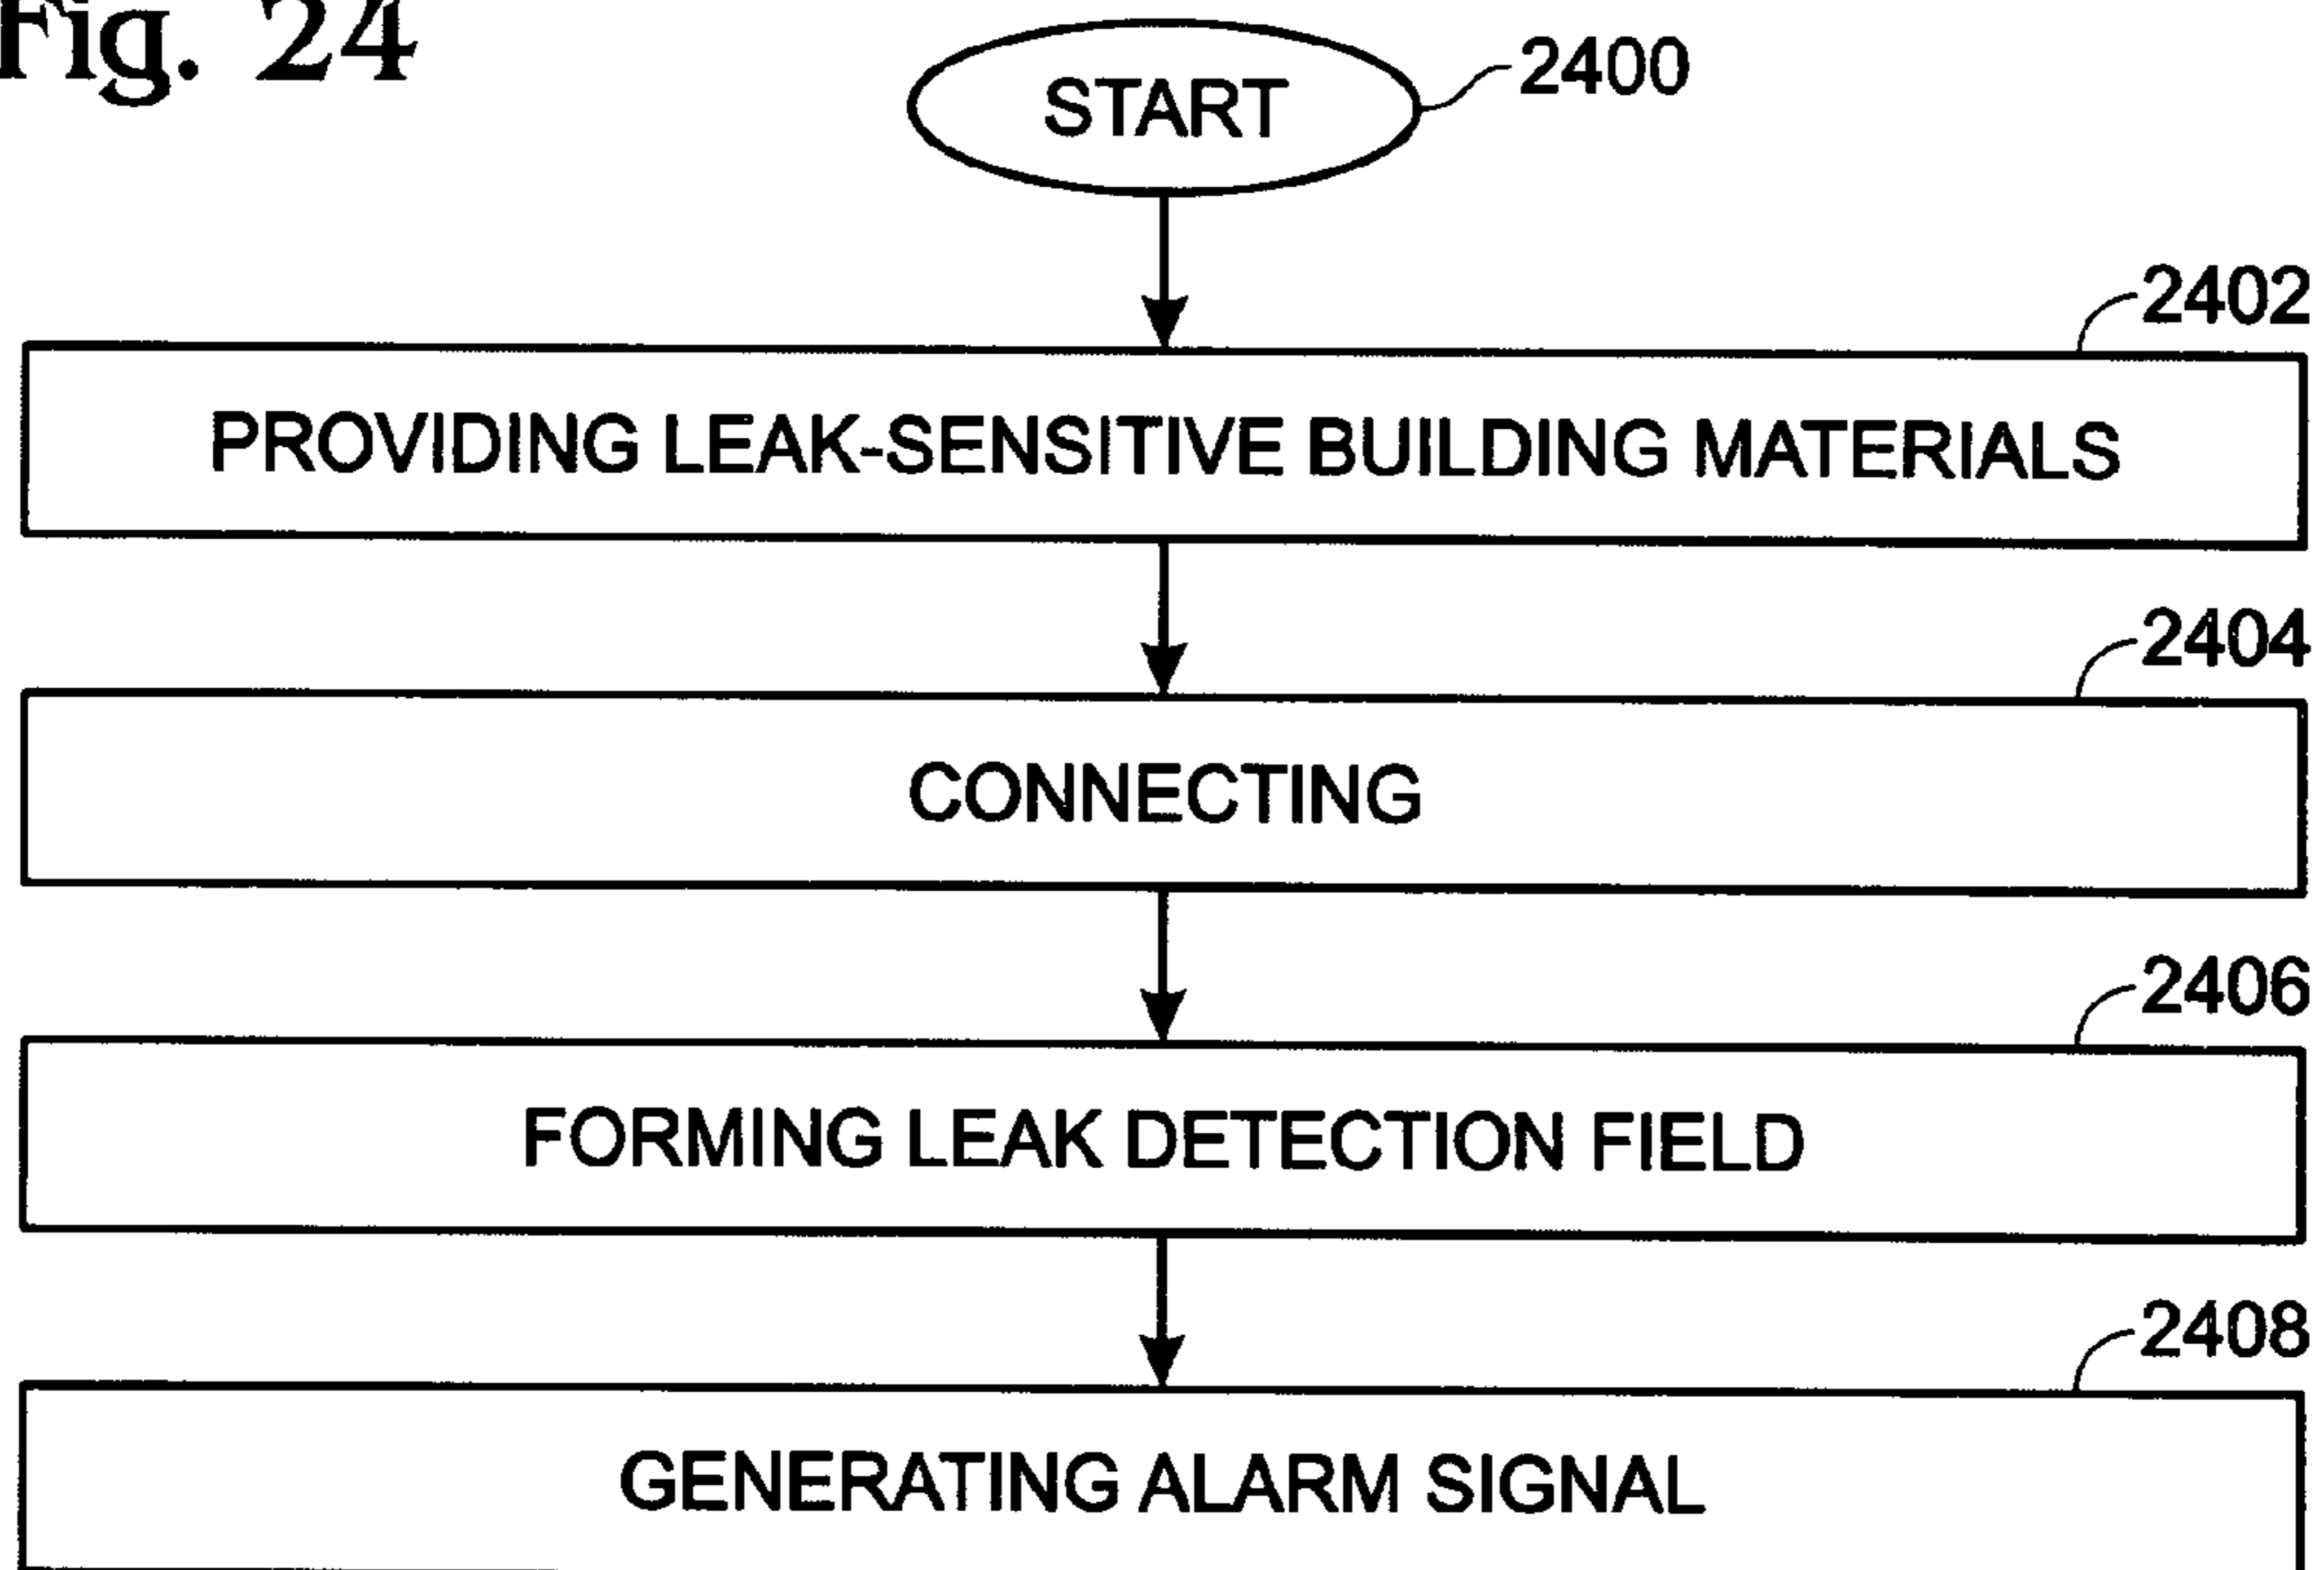 Fig. 24
START
2400
2402
PROVIDING LEAK-SENSITIVE BUILDING MATERIALS
2404
CONNECTING
2406
FORMING LEAK DETECTION FIELD
2408
GENERATING ALARM SIGNAL